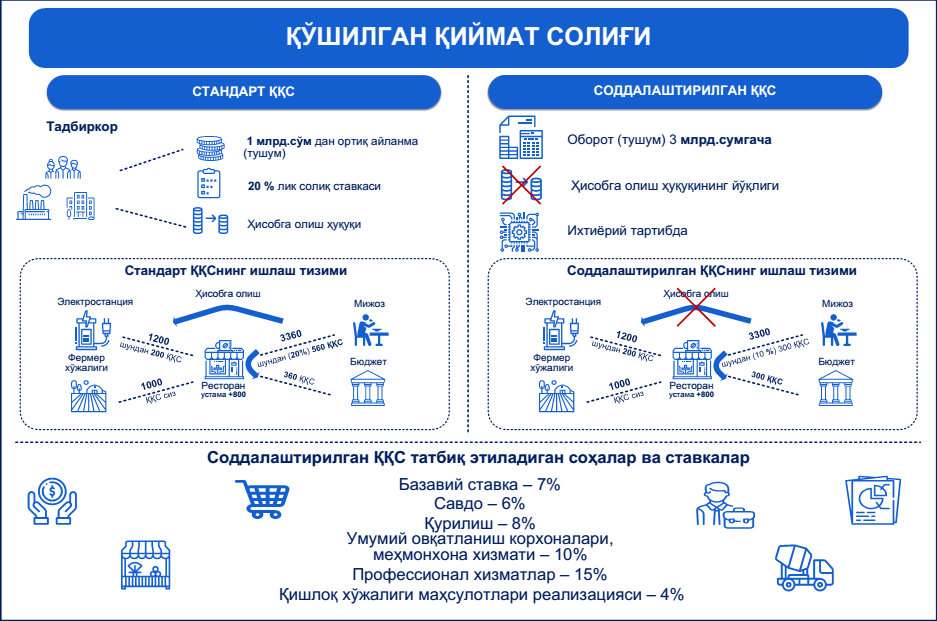 ҚЎШИЛГАН ҚИЙМАТ СОЛИҒИ
СТАНДАРТ ҚҚС
Тадбиркор
1 млрд.сўм дан ортиқ айланма
(тушум)
20 % лик солиқ ставкаси
Ҳисобга олиш ҳуқуқи
Стандарт ҚҚСнинг ишлаш тизими
Ҳисобга олиш
Электростанция
Мижоз
1200
шундан 200 ҚҚС
3360
шундан (20%) 560 ҚҚС
Фермер
хўжалиги
Бюджет
360 ҚҚС
1000
ҚҚС сиз
Ресторан
устама +800
СОДДАЛАШТИРИЛГАН ҚҚС
Оборот (тушум) 3 млрд.сумгача
Ҳисобга олиш ҳуқуқининг йўқлиги
Ихтиёрий тартибда
Соддалаштирилган ҚҚСнинг ишлаш тизими
Ҳисобга олиш
Электростанция
Мижоз
1200
шундан 200 ҚҚС
3300
шундан (10 %) 300 ҚҚС
Фермер
хўжалиги
Бюджет
300 ҚҚС
1000
ҚҚС сиз
Ресторан
устама +800
Соддалаштирилган ҚҚС татбиқ этиладиган соҳалар ва ставкалар
Базавий ставка – 7%
Савдо – 6%
Қурилиш – 8%
Умумий овқатланиш корхоналари,
меҳмонхона хизмати – 10%
Профессионал хизматлар – 15%
Қишлоқ хўжалиги маҳсулотлари реализацияси – 4%